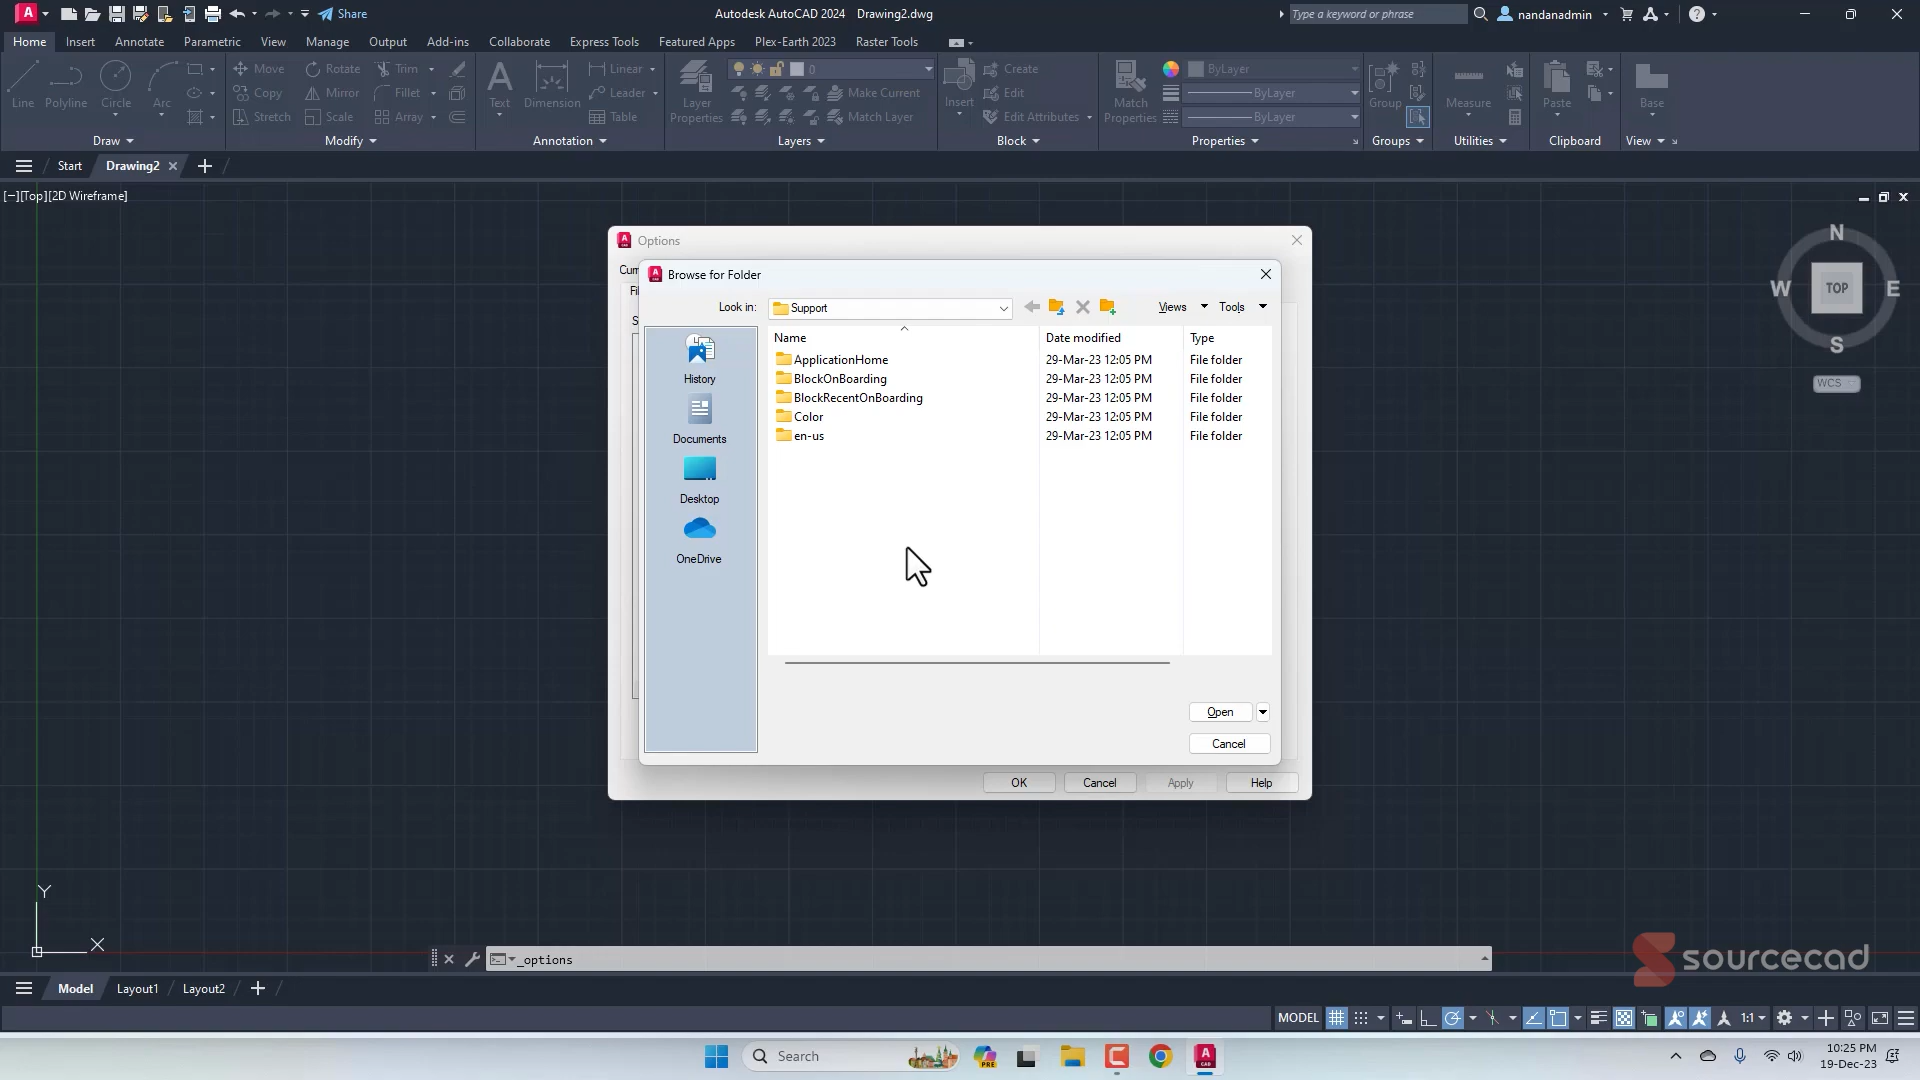 Share
Autodesk AutoCAD 2024 Drawing2.dwg
Type a keyword or phrase
nandanadmin
Home Insert Annotate Parametric View Manage Output Add-ins Collaborate Express Tools Featured Apps Plex-Earth 2023 Raster Tools
Line Polyline Circle Arc
Move Rotate Trim
Copy Mirror Fillet
Stretch Scale Array
Text Dimension
Linear
Leader
Table
Layer Properties
0
Make Current
Match Layer
Insert
Create
Edit
Edit Attributes
Match Properties
ByLayer
ByLayer
ByLayer
Group
Measure
Paste
Base
Draw Modify Annotation Layers Block Properties Groups Utilities Clipboard View
Start Drawing2
[−][Top][2D Wireframe]
N
W TOP E
S
WCS
Options
Curr
Fi
S
Browse for Folder
Look in: Support Views Tools
History
Documents
Desktop
OneDrive
Name Date modified Type
ApplicationHome 29-Mar-23 12:05 PM File folder
BlockOnBoarding 29-Mar-23 12:05 PM File folder
BlockRecentOnBoarding 29-Mar-23 12:05 PM File folder
Color 29-Mar-23 12:05 PM File folder
en-us 29-Mar-23 12:05 PM File folder
Open
Cancel
OK Cancel Apply Help
Y
X
_options
sourcecad
Model Layout1 Layout2
MODEL 1:1
Search
PRE
10:25 PM
19-Dec-23